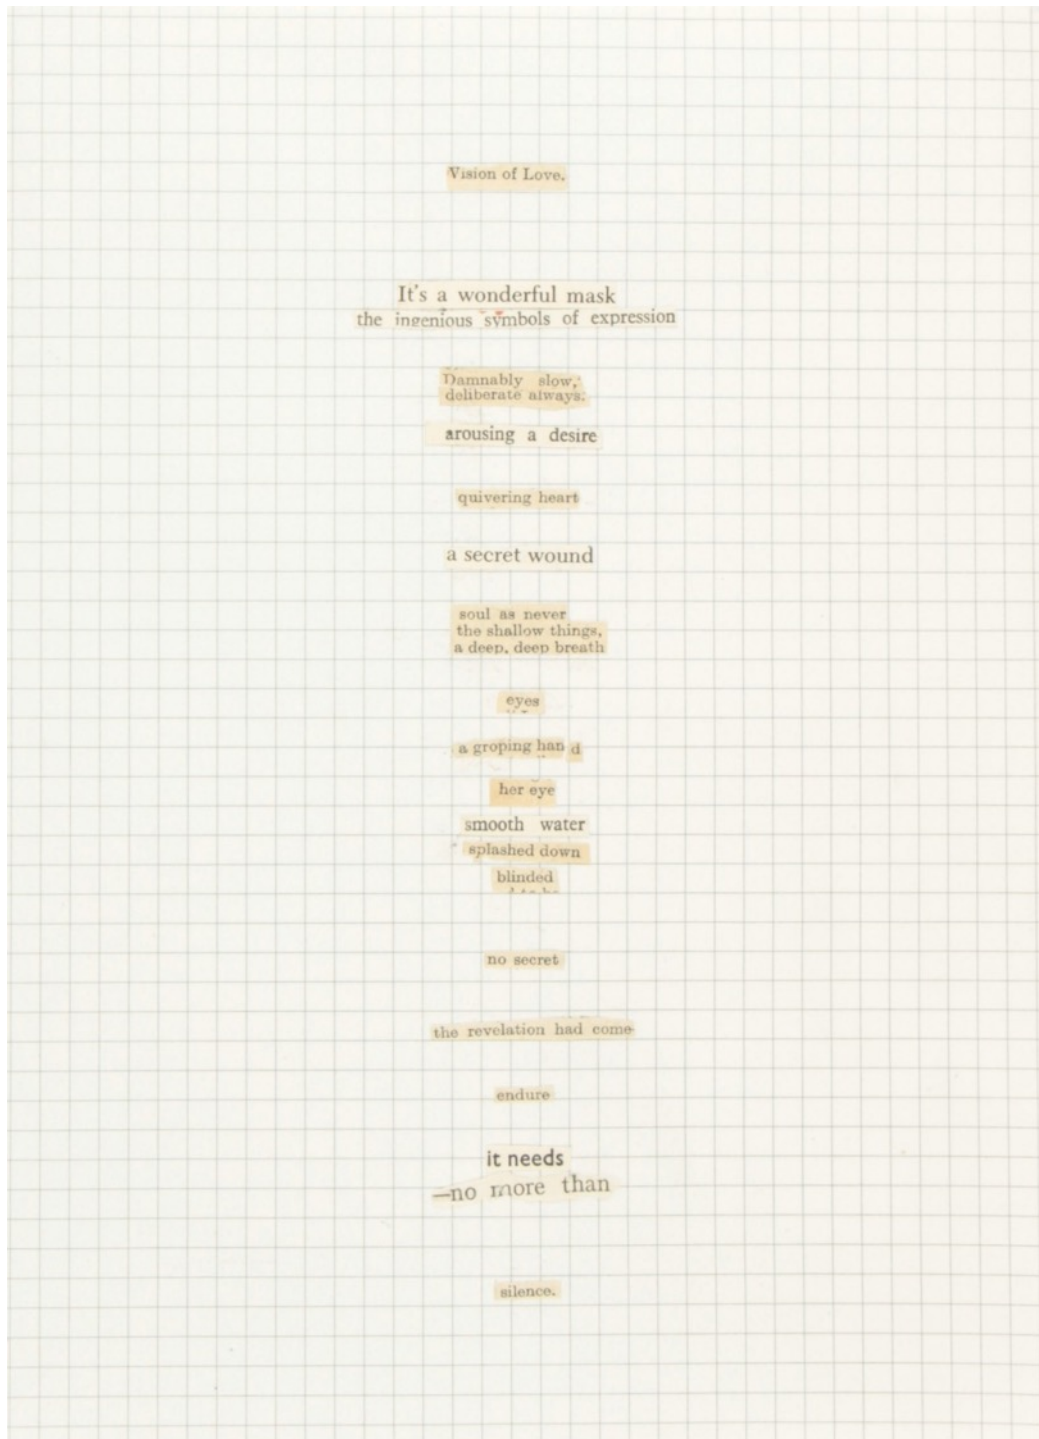 Vision of Love.
It's a wonderful mask
the ingenious symbols of expression
Damnably slow,
deliberate always.
arousing a desire
quivering heart
a secret wound
soul as never
the shallow things,
a deep, deep breath
eyes
a groping han d
her eye
smooth water
splashed down
blinded
no secret
the revelation had come
endure
it needs
—no more than
silence.